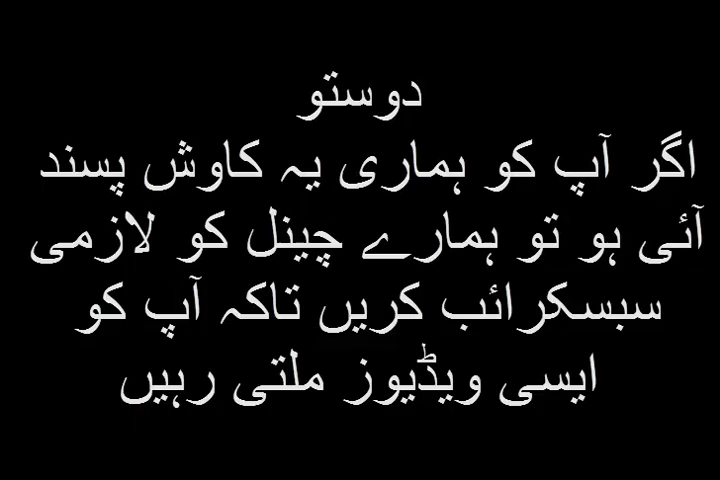 دوستو
اگر آپ کو ہماری یہ کاوش پسند
آئی ہو تو ہمارے چینل کو لازمی
سبسکرائب کریں تاکہ آپ کو
ایسی ویڈیوز ملتی رہیں